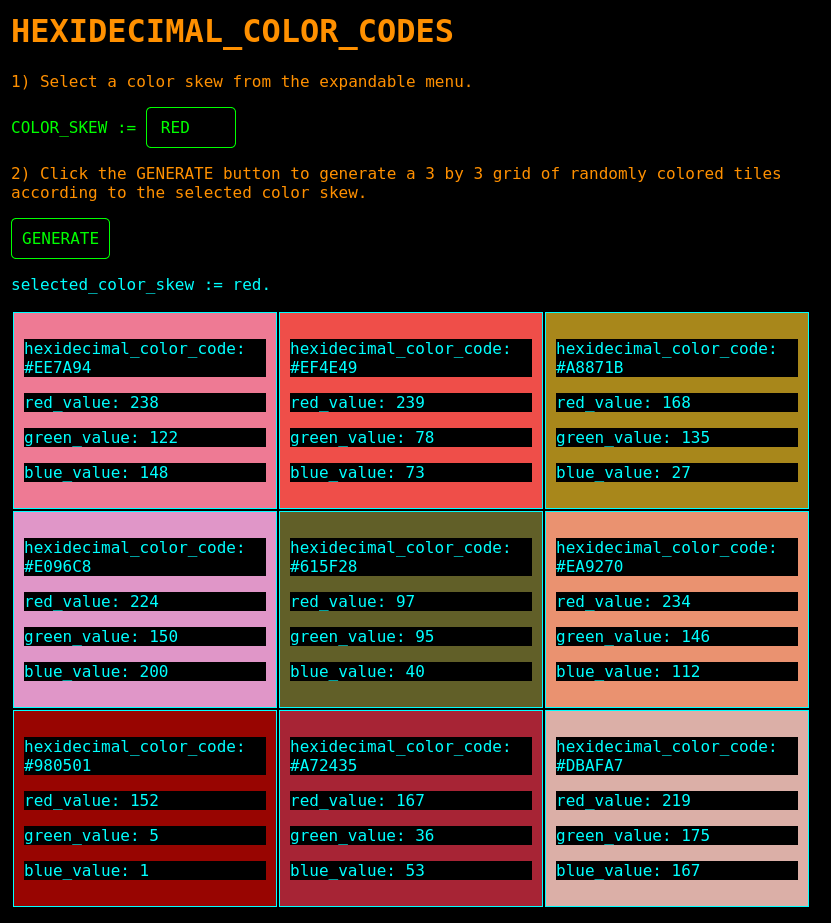 HEXIDECIMAL_COLOR_CODES
1) Select a color skew from the expandable menu.
COLOR_SKEW := RED
2) Click the GENERATE button to generate a 3 by 3 grid of randomly colored tiles
according to the selected color skew.
GENERATE
selected_color_skew := red.
hexidecimal_color_code:
#EE7A94
red_value: 238
green_value: 122
blue_value: 148
hexidecimal_color_code:
#EF4E49
red_value: 239
green_value: 78
blue_value: 73
hexidecimal_color_code:
#A8871B
red_value: 168
green_value: 135
blue_value: 27
hexidecimal_color_code:
#E096C8
red_value: 224
green_value: 150
blue_value: 200
hexidecimal_color_code:
#615F28
red_value: 97
green_value: 95
blue_value: 40
hexidecimal_color_code:
#EA9270
red_value: 234
green_value: 146
blue_value: 112
hexidecimal_color_code:
#980501
red_value: 152
green_value: 5
blue_value: 1
hexidecimal_color_code:
#A72435
red_value: 167
green_value: 36
blue_value: 53
hexidecimal_color_code:
#DBAFA7
red_value: 219
green_value: 175
blue_value: 167